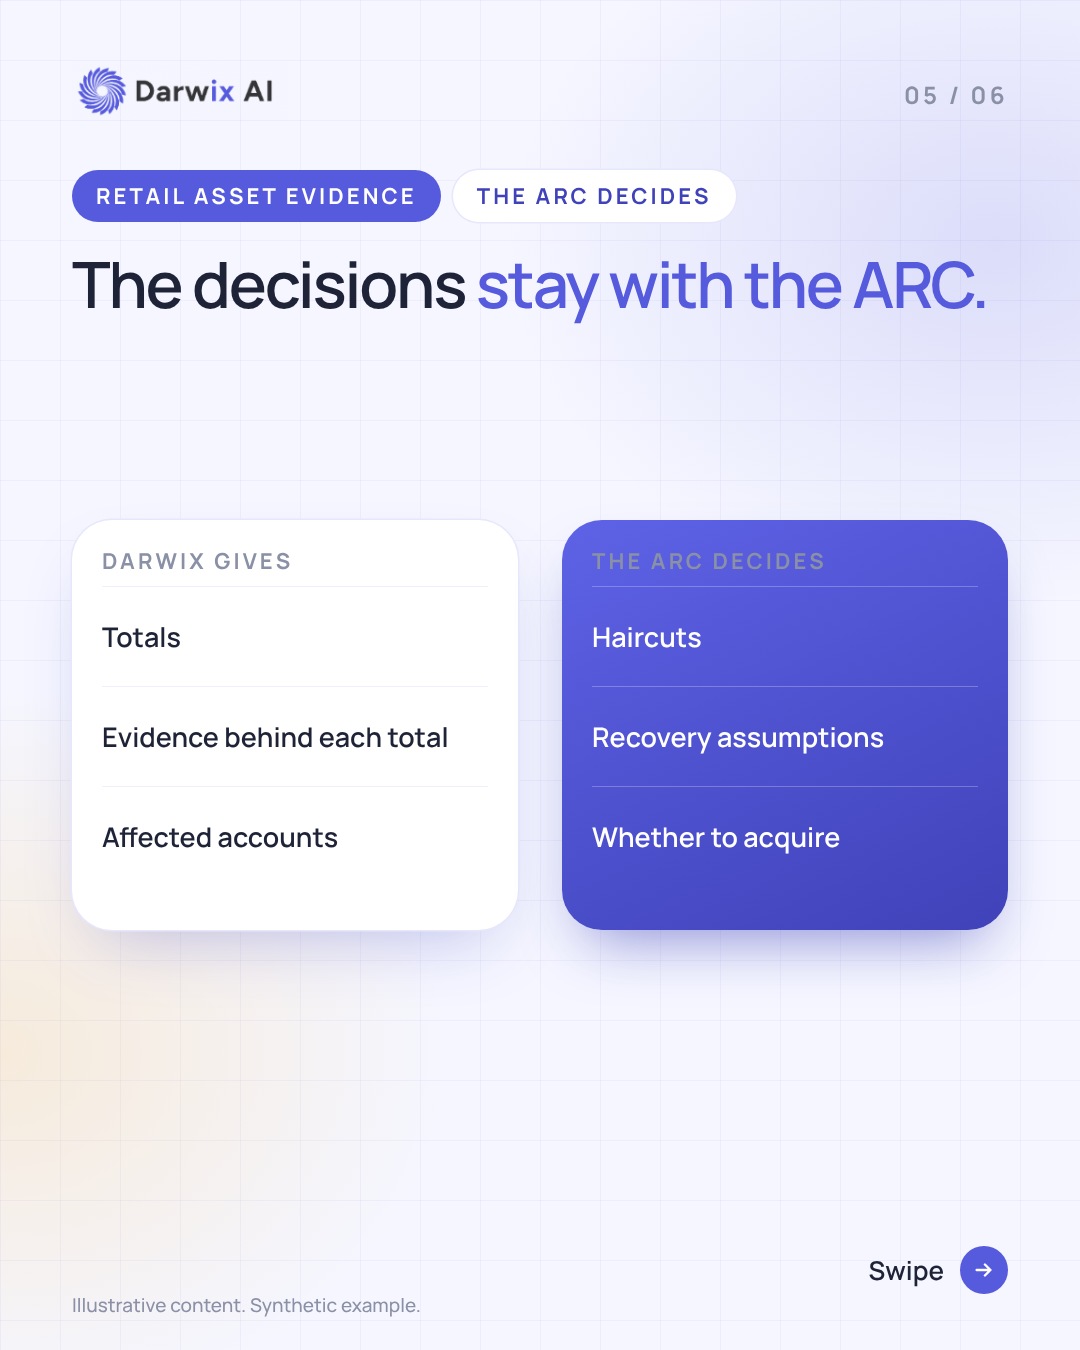 Darwix AI
05 / 06
RETAIL ASSET EVIDENCE
THE ARC DECIDES
The decisions stay with the ARC.
DARWIX GIVES
Totals
Evidence behind each total
Affected accounts
THE ARC DECIDES
Haircuts
Recovery assumptions
Whether to acquire
Swipe
Illustrative content. Synthetic example.